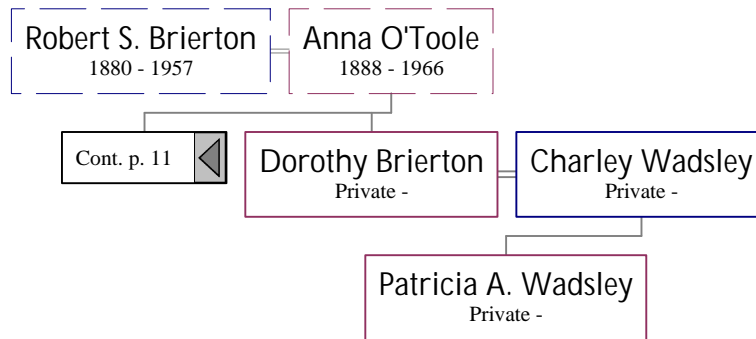 Robert S. Brierton
1880 - 1957
Anna O'Toole
1888 - 1966
Cont. p. 11
Dorothy Brierton
Private -
Charley Wadsley
Private -
Patricia A. Wadsley
Private -